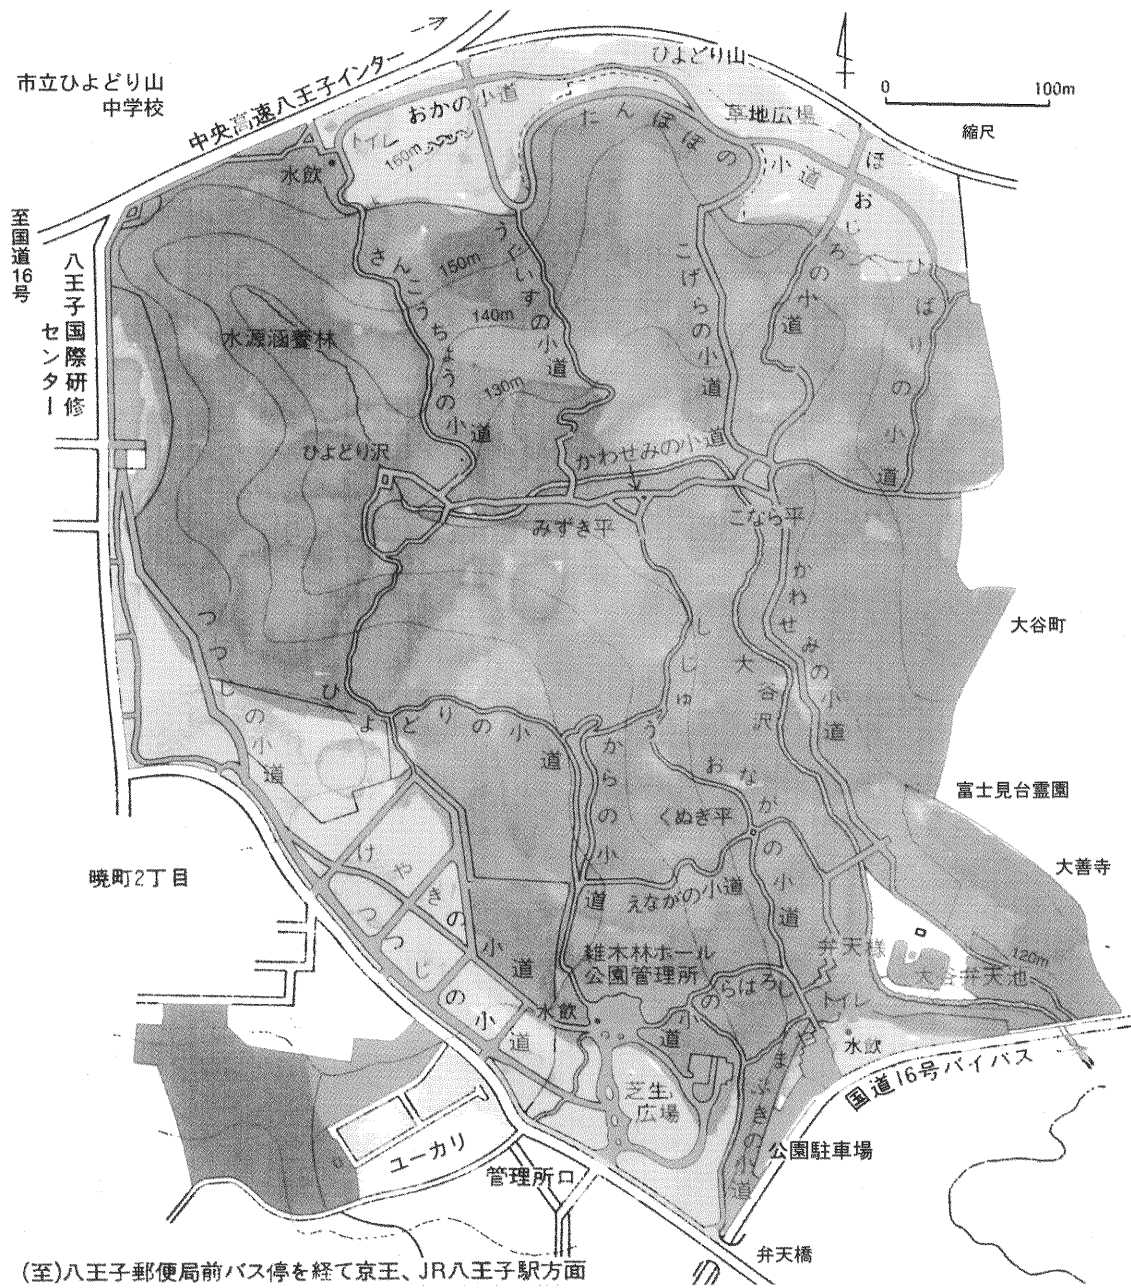 ひよどり山
市立ひよどり山
中学校
中央高速八王子インター
0
100m
縮尺
おかの小道
草地広場
トイレ
たんぽぽの小道
160m
水飲
ほおじろの小道
至国道16号
八王子国際研修
センター
さんこうちょうの小道
うぐいすの小道
こげらの小道
ひばりの小道
150m
140m
130m
水源涵養林
ひよどり沢
かわせみの小道
みずき平
こなら平
かわせみの小道
大谷町
つつじの小道
しじゅうからの小道
大谷沢
ひよどりの小道
おながの小道
くぬぎ平
富士見台霊園
大善寺
暁町2丁目
けやきの小道
えながの小道
つつじの小道
雑木林ホール
公園管理所
弁天様
大谷弁天池
120m
のらばろし
小道
トイレ
水飲
水飲
国道16号バイパス
芝生
広場
やまぶきの小道
公園駐車場
ユーカリ
管理所口
弁天橋
(至)八王子郵便局前バス停を経て京王、JR八王子駅方面